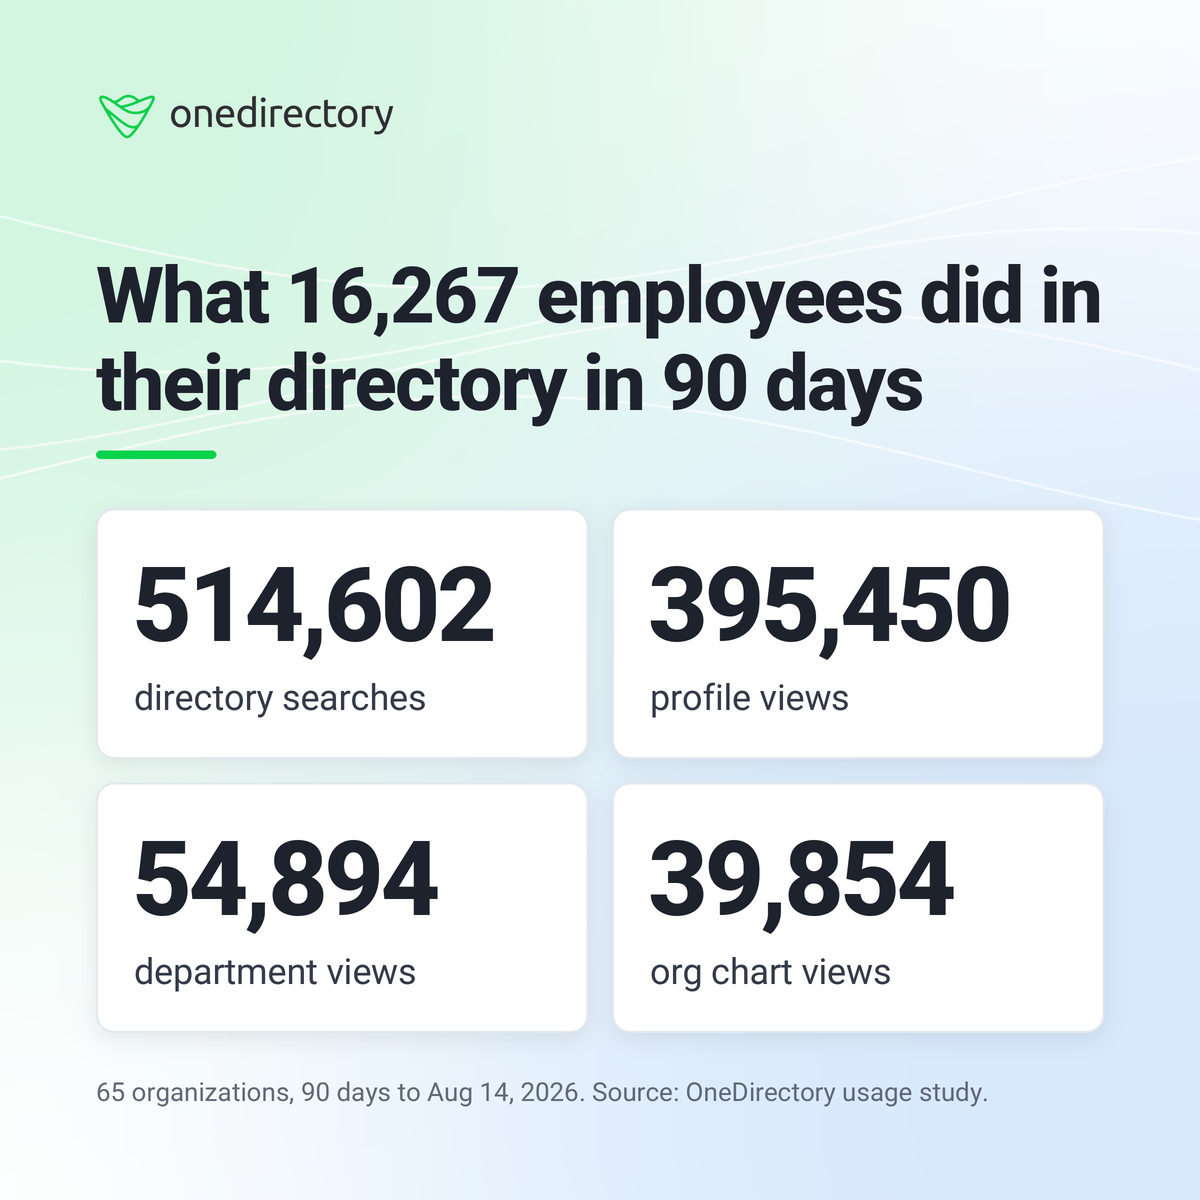 onedirectory
What 16,267 employees did in
their directory in 90 days
514,602
directory searches
395,450
profile views
54,894
department views
39,854
org chart views
65 organizations, 90 days to Aug 14, 2026. Source: OneDirectory usage study.